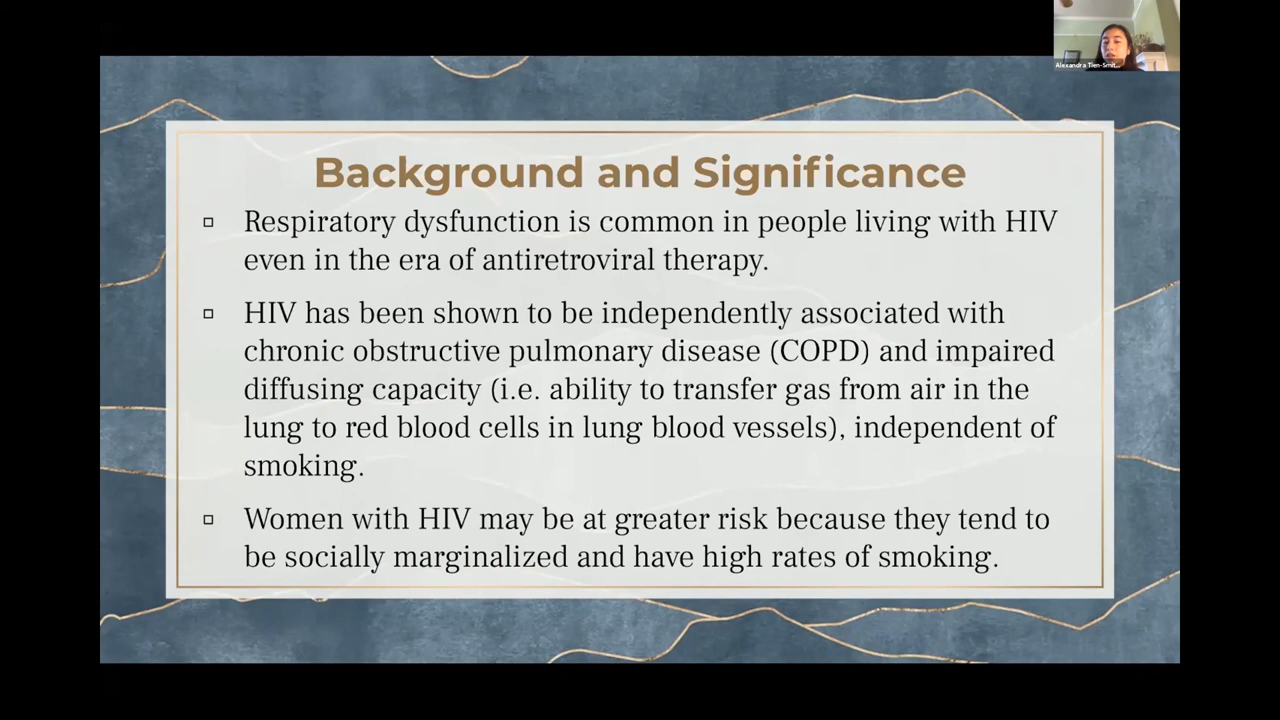 Alexandra Tien-Smit...
Background and Significance
Respiratory dysfunction is common in people living with HIV
even in the era of antiretroviral therapy.
HIV has been shown to be independently associated with
chronic obstructive pulmonary disease (COPD) and impaired
diffusing capacity (i.e. ability to transfer gas from air in the
lung to red blood cells in lung blood vessels), independent of
smoking.
Women with HIV may be at greater risk because they tend to
be socially marginalized and have high rates of smoking.